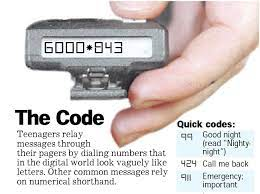 6000*843
The Code
Teenagers relay
messages through
their pagers by dialing numbers that
in the digital world look vaguely like
letters. Other common messages rely
on numerical shorthand.
Quick codes:
99 Good night
(read "Nighty-
night")
424 Call me back
911 Emergency:
important